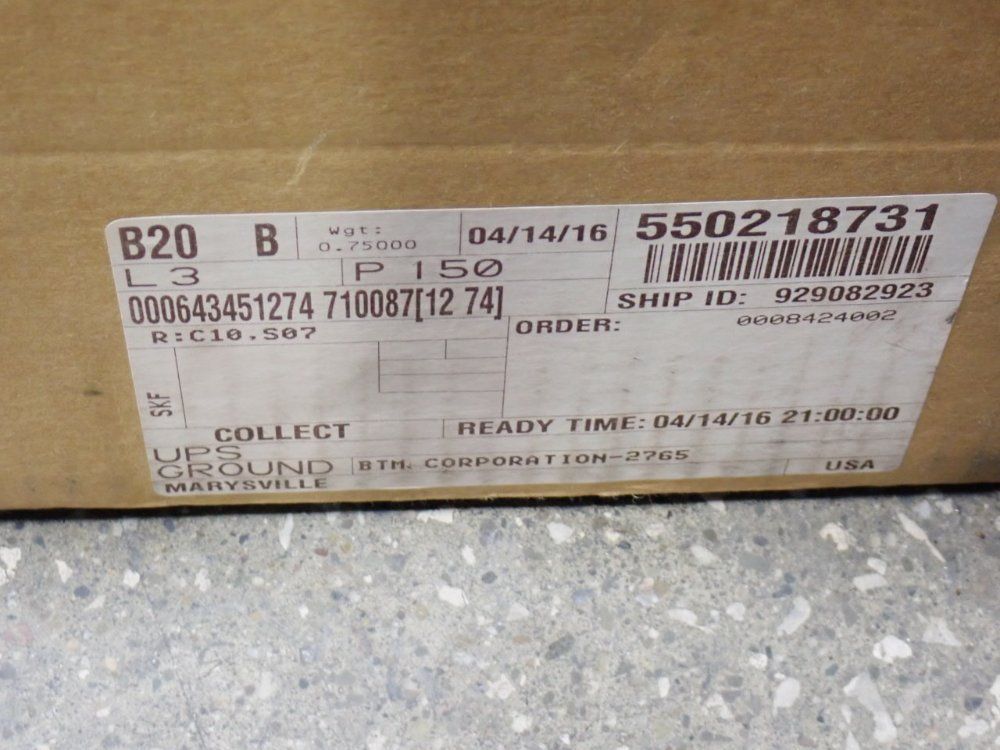 B20 B Wgt: 0.75000 04/14/16 550218731
L3 P 150
000643451274 710087[12 74] SHIP ID: 929082923
R:C10,S07 ORDER: 0008424002
SKF
COLLECT READY TIME: 04/14/16 21:00:00
UPS GROUND BTM. CORPORATION-2765 USA
MARYSVILLE